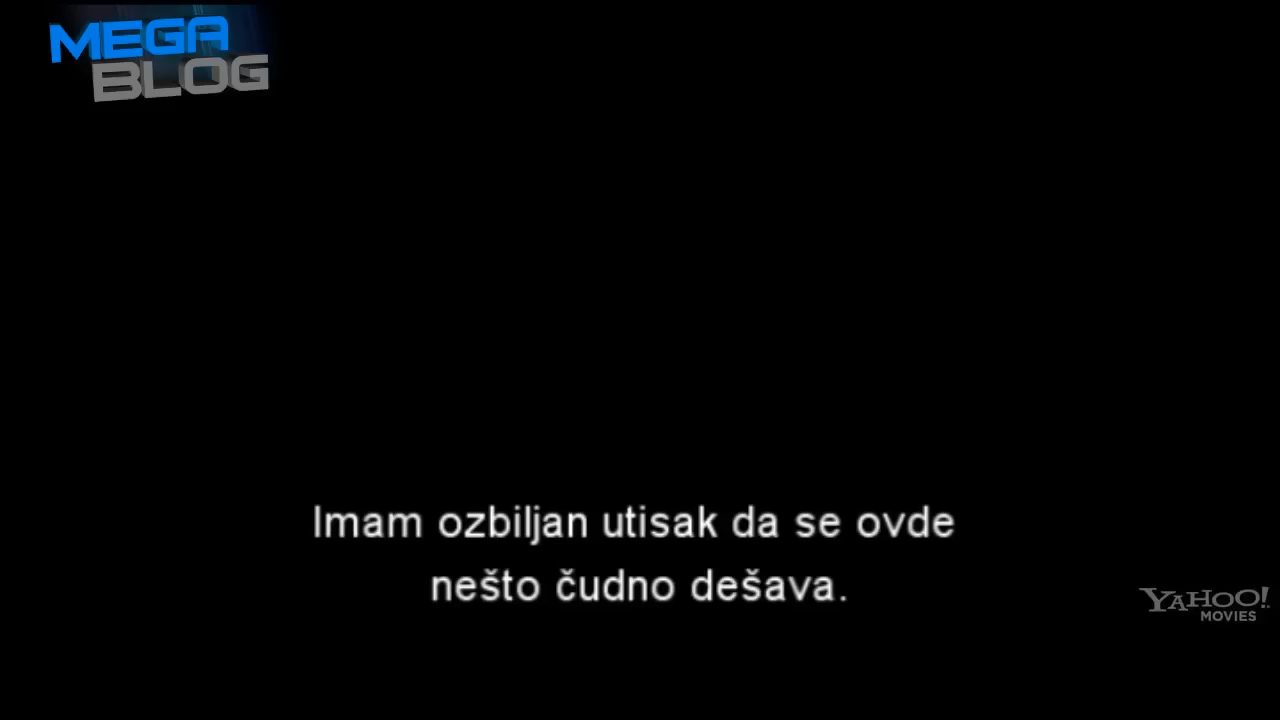 MEGA
BLOG
Imam ozbiljan utisak da se ovde
nešto čudno dešava.
YAHOO!
MOVIES